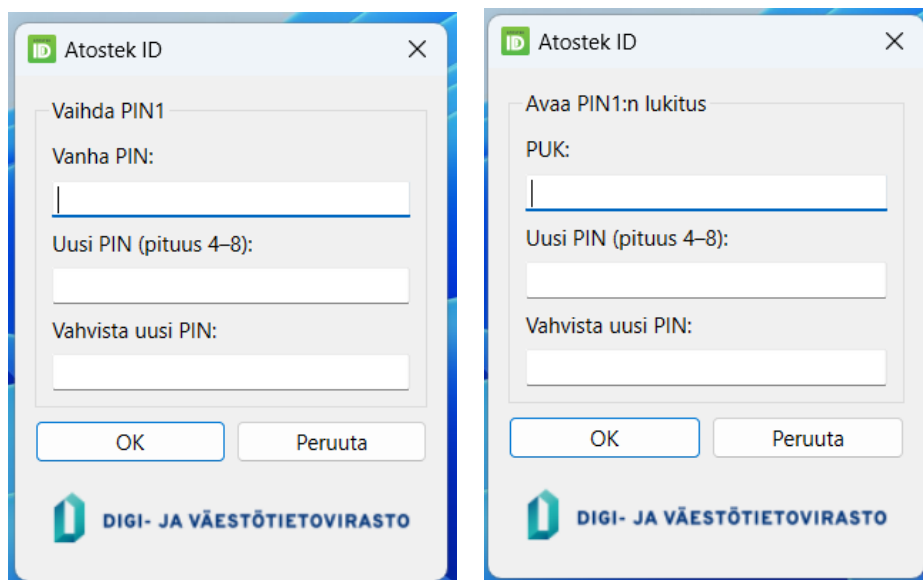 Atostek ID
Vaihda PIN1
Vanha PIN:
Uusi PIN (pituus 4–8):
Vahvista uusi PIN:
OK
Peruuta
DIGI- JA VÄESTÖTIETOVIRASTO
Atostek ID
Avaa PIN1:n lukitus
PUK:
Uusi PIN (pituus 4–8):
Vahvista uusi PIN:
OK
Peruuta
DIGI- JA VÄESTÖTIETOVIRASTO